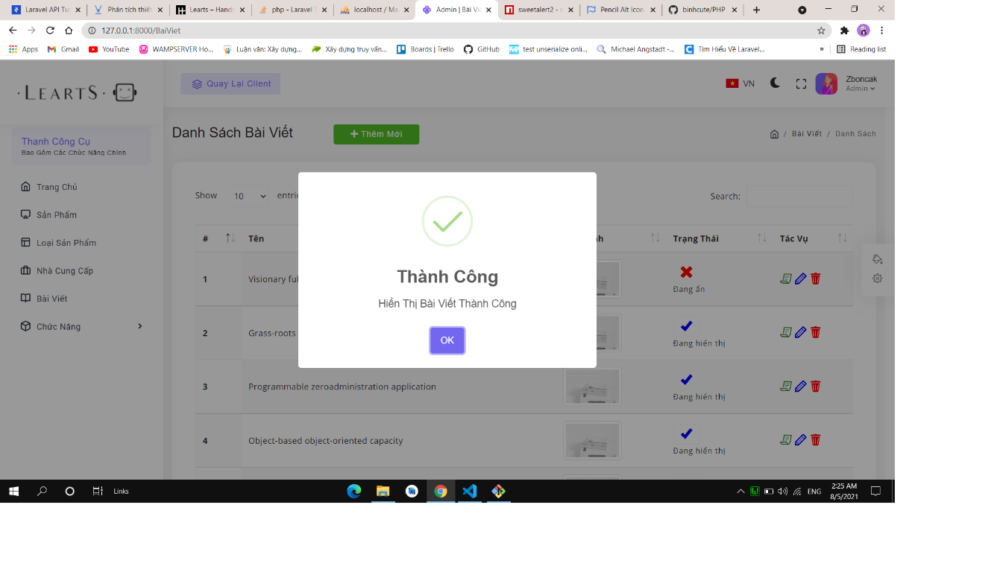 Laravel API Tu
Phân tích thiết
Learts – Handm
php - Laravel
localhost / Ma
Admin | Bài Vi
sweetalert2 - n
Pencil Alt Icon
binhcute/PHP
127.0.0.1:8000/BaiViet
Apps
Gmail
YouTube
WAMPSERVER Ho...
Luận văn: Xây dựng...
Xây dựng truy vấn...
Boards | Trello
GitHub
test unserialize onli...
Michael Angstadt -...
Tìm Hiểu Về Laravel...
»
Reading list
· LEARTS ·
Quay Lại Client
VN
Zboncak
Admin
Thanh Công Cụ
Bao Gồm Các Chức Năng Chính
Trang Chủ
Sản Phẩm
Loại Sản Phẩm
Nhà Cung Cấp
Bài Viết
Chức Năng
Danh Sách Bài Viết
+ Thêm Mới
/ Bài Viết / Danh Sách
Show 10 entrie
Search:
# Tên nh Trạng Thái Tác Vụ
1 Visionary ful Đang ẩn
2 Grass-roots Đang hiển thị
3 Programmable zeroadministration application Đang hiển thị
4 Object-based object-oriented capacity Đang hiển thị
Thành Công
Hiển Thị Bài Viết Thành Công
OK
Links
ENG
2:25 AM
8/5/2021